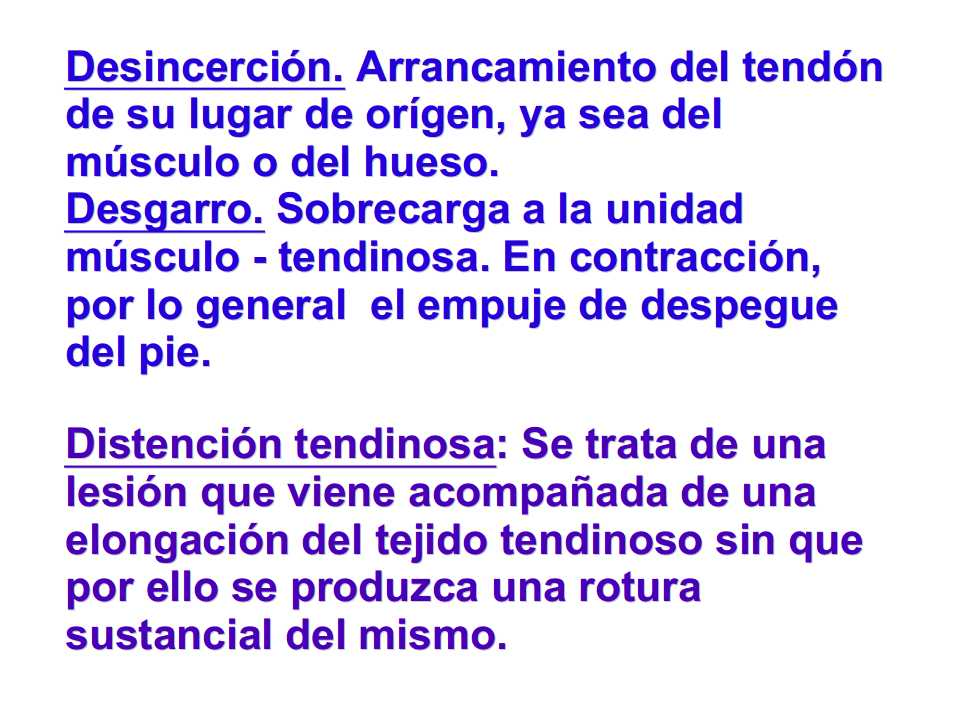 Desincerción. Arrancamiento del tendón
de su lugar de orígen, ya sea del
músculo o del hueso.
Desgarro. Sobrecarga a la unidad
músculo - tendinosa. En contracción,
por lo general  el empuje de despegue
del pie.
Distención tendinosa: Se trata de una
lesión que viene acompañada de una
elongación del tejido tendinoso sin que
por ello se produzca una rotura
sustancial del mismo.